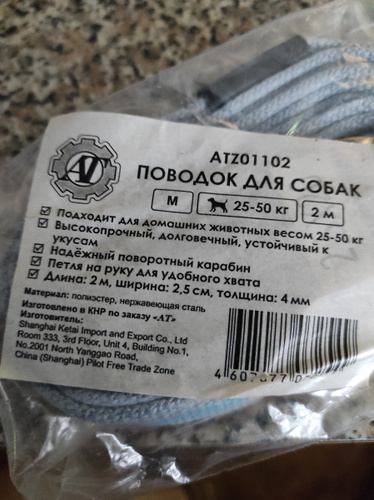 AT
ATZ01102
ПОВОДОК ДЛЯ СОБАК
M 25-50 кг 2 м
Подходит для домашних животных весом 25-50 кг
Высокопрочный, долговечный, устойчивый к
укусам
Надёжный поворотный карабин
Петля на руку для удобного хвата
Длина: 2 м, ширина: 2,5 см, толщина: 4 мм
Материал: полиэстер, нержавеющая сталь
Изготовлено в КНР по заказу «АТ»
Изготовитель:
Shanghai Ketai Import and Export Co., Ltd
Room 333, 3rd Floor, Unit 4, Building No.1,
No.2001 North Yanggao Road,
China (Shanghai) Pilot Free Trade Zone